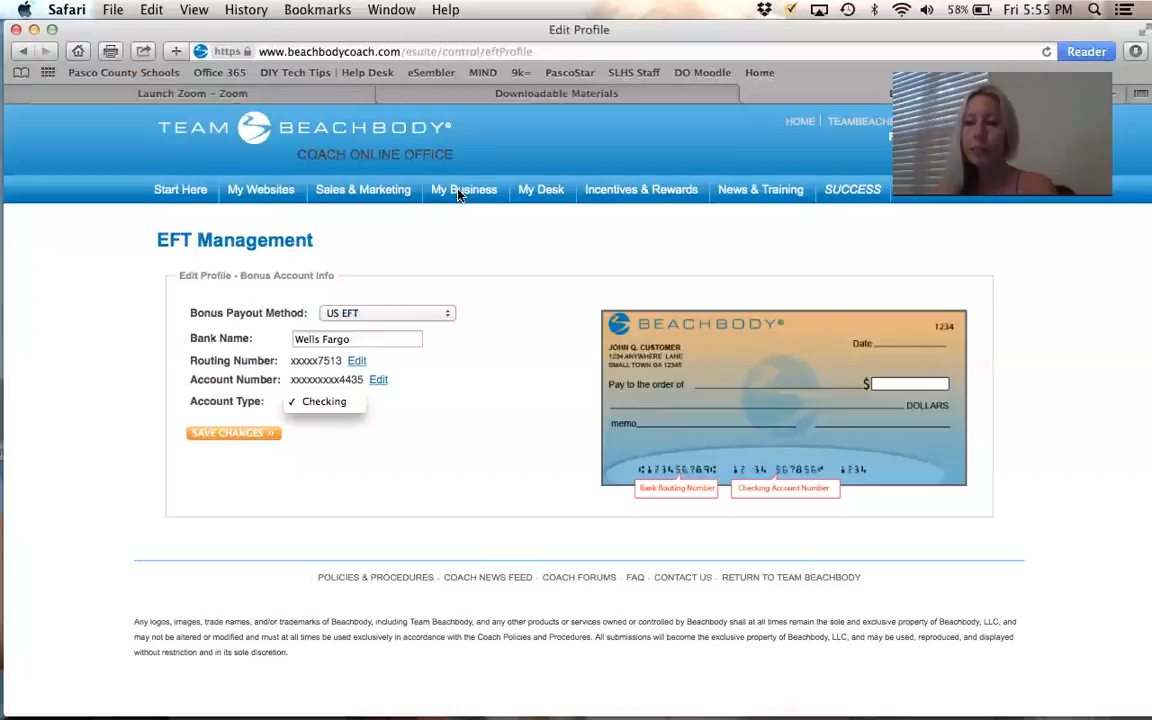 Safari File Edit View History Bookmarks Window Help 58% Fri 5:55 PM
Edit Profile
https www.beachbodycoach.com/esuite/control/eftProfile Reader
Pasco County Schools Office 365 DIY Tech Tips | Help Desk eSembler MIND 9k= PascoStar SLHS Staff DO Moodle Home
Launch Zoom – Zoom Downloadable Materials
TEAM BEACHBODY®
COACH ONLINE OFFICE
HOME | TEAMBEACHB
Start Here My Websites Sales & Marketing My Business My Desk Incentives & Rewards News & Training SUCCESS
EFT Management
Edit Profile - Bonus Account Info
Bonus Payout Method: US EFT
Bank Name: Wells Fargo
Routing Number: xxxxx7513 Edit
Account Number: xxxxxxxxx4435 Edit
Account Type: ✓ Checking
SAVE CHANGES »
BEACHBODY® 1234
JOHN Q. CUSTOMER
1234 ANYWHERE LANE
SMALL TOWN GA 12345
Date
Pay to the order of $
DOLLARS
memo
123456789 12 34 56785 1234
Bank Routing Number Checking Account Number
POLICIES & PROCEDURES - COACH NEWS FEED - COACH FORUMS - FAQ - CONTACT US - RETURN TO TEAM BEACHBODY
Any logos, images, trade names, and/or trademarks of Beachbody, including Team Beachbody, and any other products or services owned or controlled by Beachbody shall at all times remain the sole and exclusive property of Beachbody, LLC, and
may not be altered or modified and must at all times be used exclusively in accordance with the Coach Policies and Procedures. All submissions will become the exclusive property of Beachbody, LLC, and may be used, reproduced, and displayed
without restriction and in its sole discretion.